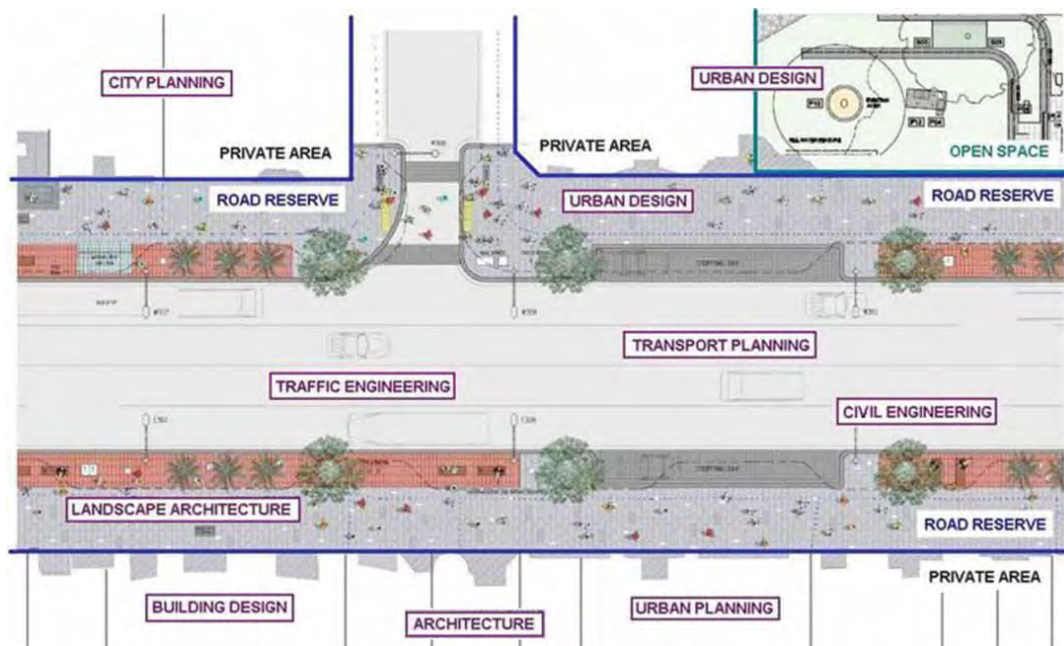 CITY PLANNING
URBAN DESIGN
PRIVATE AREA
PRIVATE AREA
OPEN SPACE
ROAD RESERVE
URBAN DESIGN
ROAD RESERVE
TRANSPORT PLANNING
TRAFFIC ENGINEERING
CIVIL ENGINEERING
LANDSCAPE ARCHITECTURE
ROAD RESERVE
PRIVATE AREA
BUILDING DESIGN
ARCHITECTURE
URBAN PLANNING